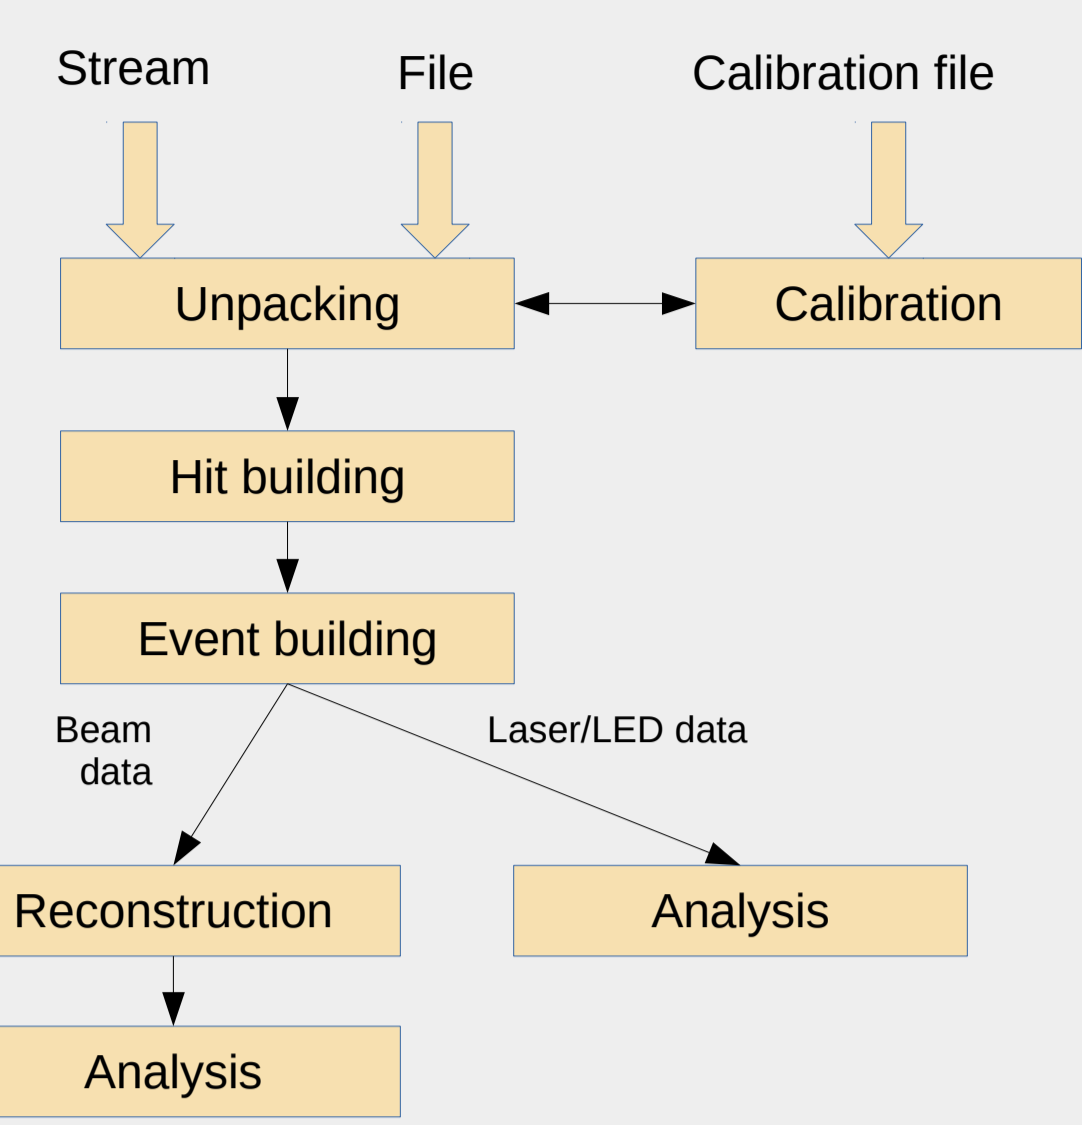 Stream
File
Calibration file
Unpacking
Calibration
Hit building
Event building
Beam
data
Laser/LED data
Reconstruction
Analysis
Analysis